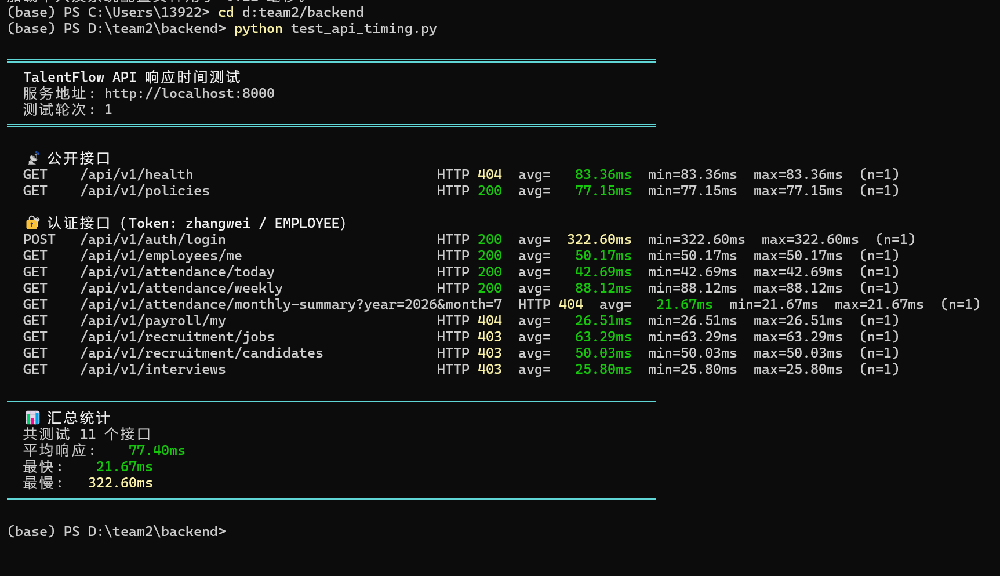 (base) PS C:\Users\13922> cd d:team2/backend
(base) PS D:\team2\backend> python test_api_timing.py
TalentFlow API 响应时间测试
服务地址: http://localhost:8000
测试轮次: 1
📡 公开接口
GET    /api/v1/health    HTTP 404  avg=   83.36ms  min=83.36ms  max=83.36ms  (n=1)
GET    /api/v1/policies    HTTP 200  avg=   77.15ms  min=77.15ms  max=77.15ms  (n=1)
🔐 认证接口 (Token: zhangwei / EMPLOYEE)
POST   /api/v1/auth/login    HTTP 200  avg=  322.60ms  min=322.60ms  max=322.60ms  (n=1)
GET    /api/v1/employees/me    HTTP 200  avg=   50.17ms  min=50.17ms  max=50.17ms  (n=1)
GET    /api/v1/attendance/today    HTTP 200  avg=   42.69ms  min=42.69ms  max=42.69ms  (n=1)
GET    /api/v1/attendance/weekly    HTTP 200  avg=   88.12ms  min=88.12ms  max=88.12ms  (n=1)
GET    /api/v1/attendance/monthly-summary?year=2026&month=7  HTTP 404  avg=   21.67ms  min=21.67ms  max=21.67ms  (n=1)
GET    /api/v1/payroll/my    HTTP 404  avg=   26.51ms  min=26.51ms  max=26.51ms  (n=1)
GET    /api/v1/recruitment/jobs    HTTP 403  avg=   63.29ms  min=63.29ms  max=63.29ms  (n=1)
GET    /api/v1/recruitment/candidates    HTTP 403  avg=   50.03ms  min=50.03ms  max=50.03ms  (n=1)
GET    /api/v1/interviews    HTTP 403  avg=   25.80ms  min=25.80ms  max=25.80ms  (n=1)
📊 汇总统计
共测试 11 个接口
平均响应:    77.40ms
最快:    21.67ms
最慢:   322.60ms
(base) PS D:\team2\backend>